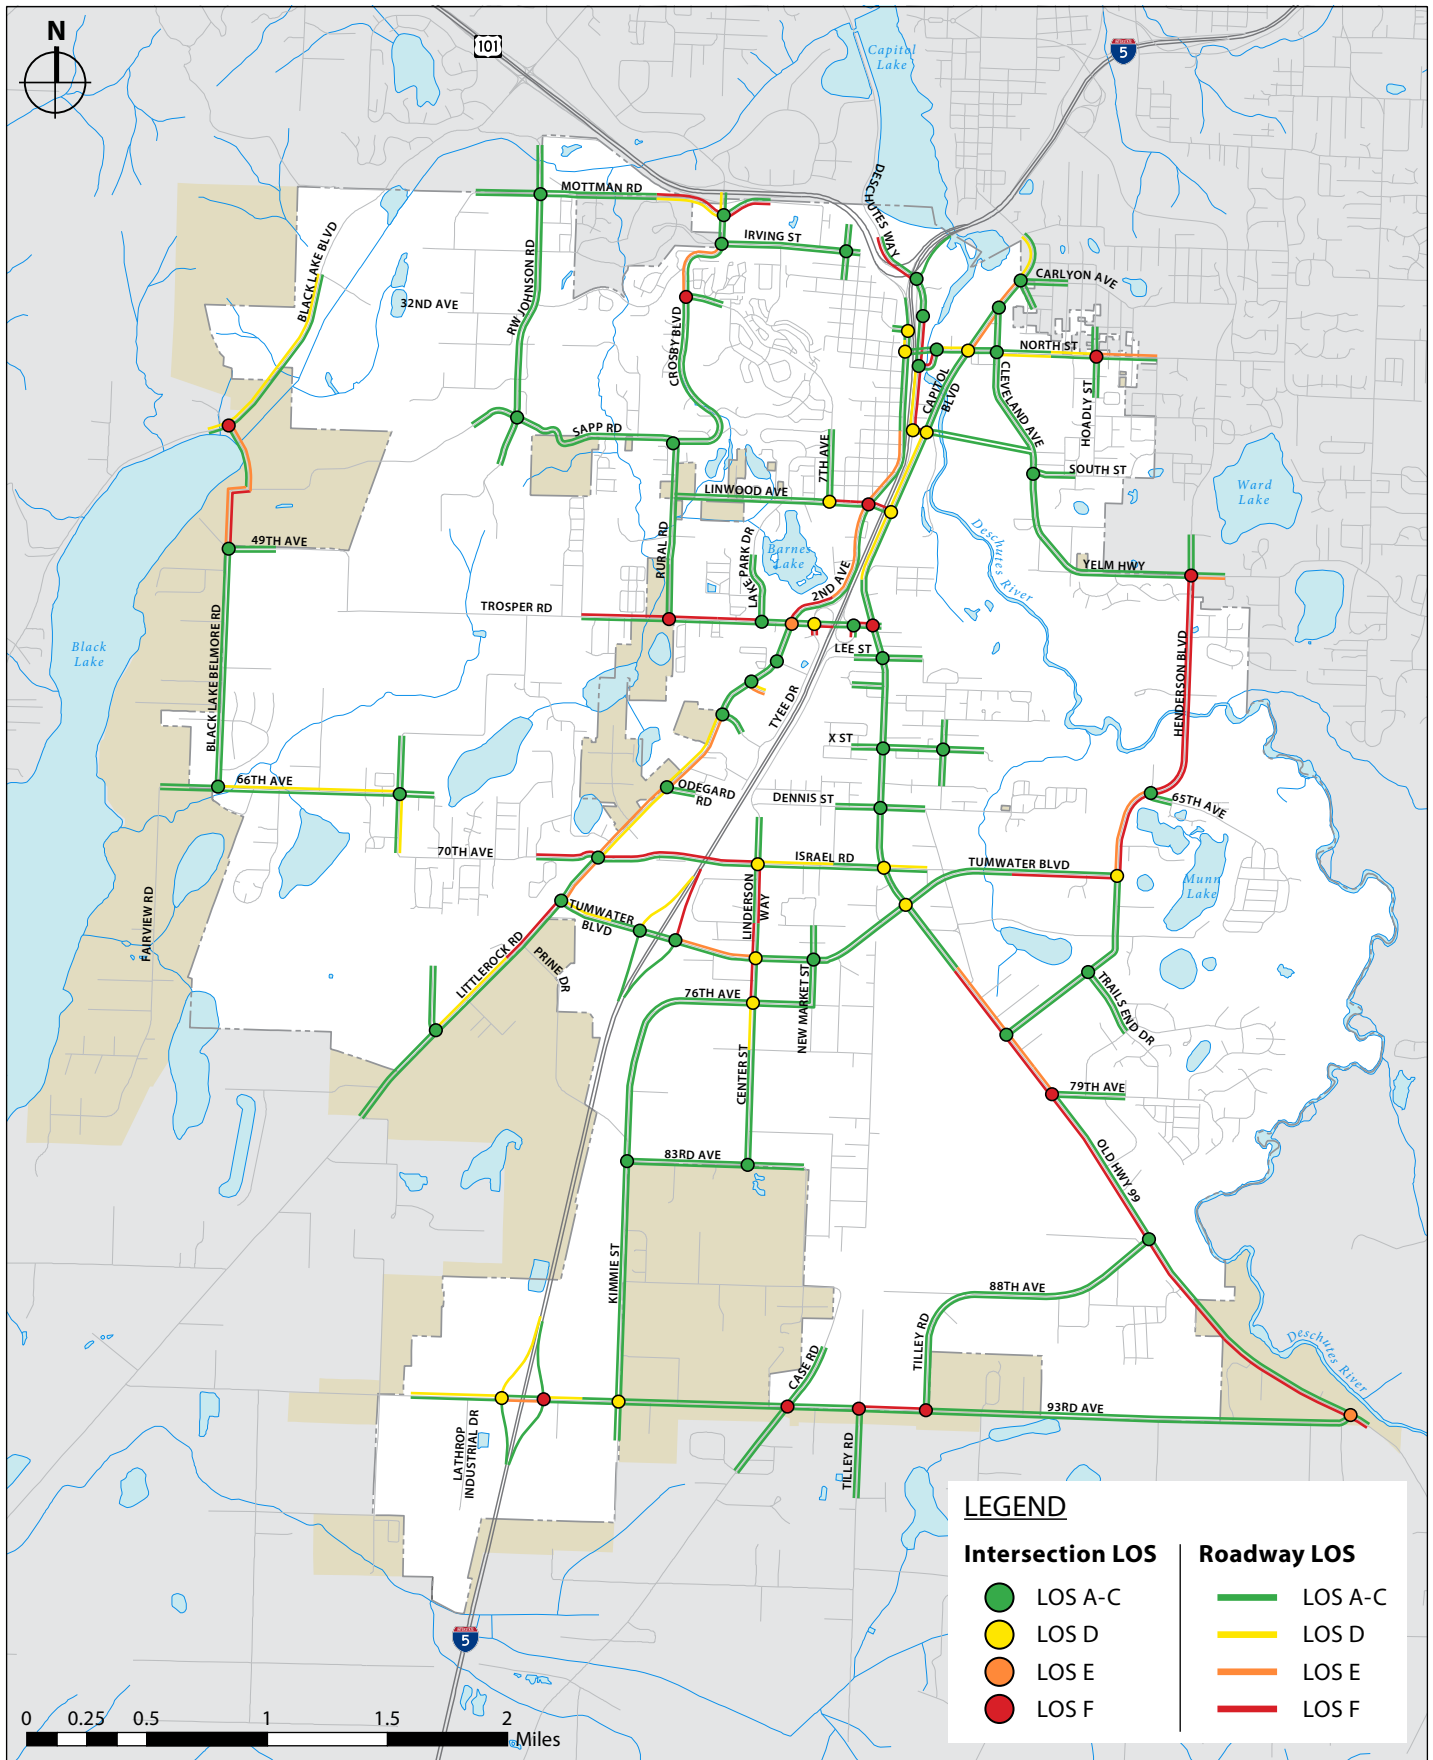 N
101
5
Capitol
Lake
DESCHUTES WAY
MOTTMAN RD
IRVING ST
CARLYON AVE
BLACK LAKE BLVD
RW JOHNSON RD
32ND AVE
CROSBY BLVD
NORTH ST
CAPITOL
BLVD
CLEVELAND AVE
HOADLY ST
SAPP RD
7TH AVE
SOUTH ST
LINWOOD AVE
Ward
Lake
49TH AVE
RURAL RD
LAKE PARK DR
Barnes
Lake
2ND AVE
Deschutes
River
YELM HWY
TROSPER RD
Black
Lake
BLACK LAKE BELMORE RD
LEE ST
HENDERSON BLVD
TYEE DR
X ST
66TH AVE
ODEGARD
RD
DENNIS ST
65TH AVE
70TH AVE
ISRAEL RD
TUMWATER BLVD
Munn
Lake
FAIRVIEW RD
TUMWATER
BLVD
LINDERSON
WAY
LITTLEROCK RD
PRINE DR
76TH AVE
NEW MARKET ST
TRAILS END DR
CENTER ST
79TH AVE
83RD AVE
OLD HWY 99
KIMMIE ST
88TH AVE
TILLEY RD
Deschutes
River
CASE RD
93RD AVE
LATHROP
INDUSTRIAL DR
TILLEY RD
LEGEND
Intersection LOS
Roadway LOS
LOS A-C
LOS A-C
LOS D
LOS D
LOS E
LOS E
LOS F
LOS F
5
0 0.25 0.5 1 1.5 2
Miles